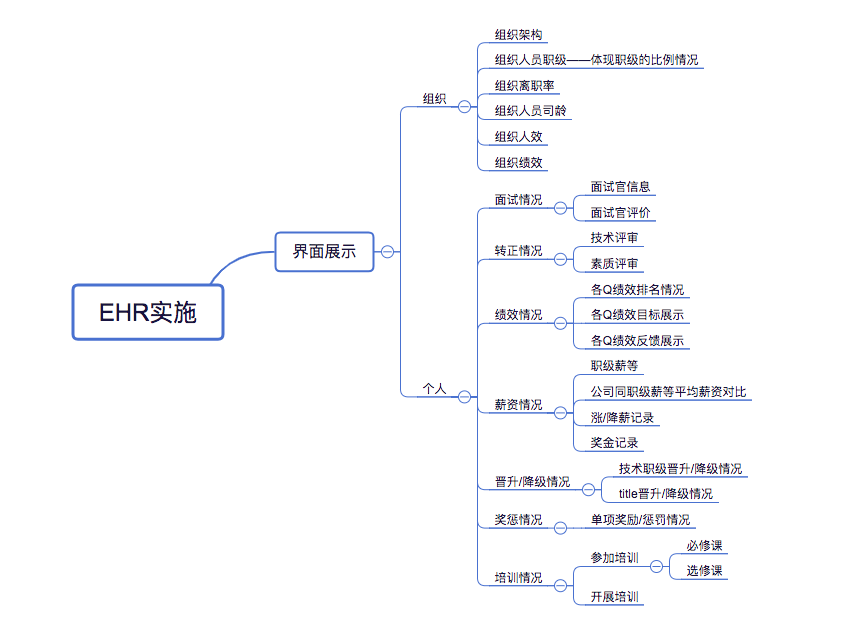 EHR实施
界面展示
组织
组织架构
组织人员职级——体现职级的比例情况
组织离职率
组织人员司龄
组织人效
组织绩效
个人
面试情况
面试官信息
面试官评价
转正情况
技术评审
素质评审
绩效情况
各Q绩效排名情况
各Q绩效目标展示
各Q绩效反馈展示
薪资情况
职级薪等
公司同职级薪等平均薪资对比
涨/降薪记录
奖金记录
晋升/降级情况
技术职级晋升/降级情况
title晋升/降级情况
奖惩情况
单项奖励/惩罚情况
培训情况
参加培训
必修课
选修课
开展培训